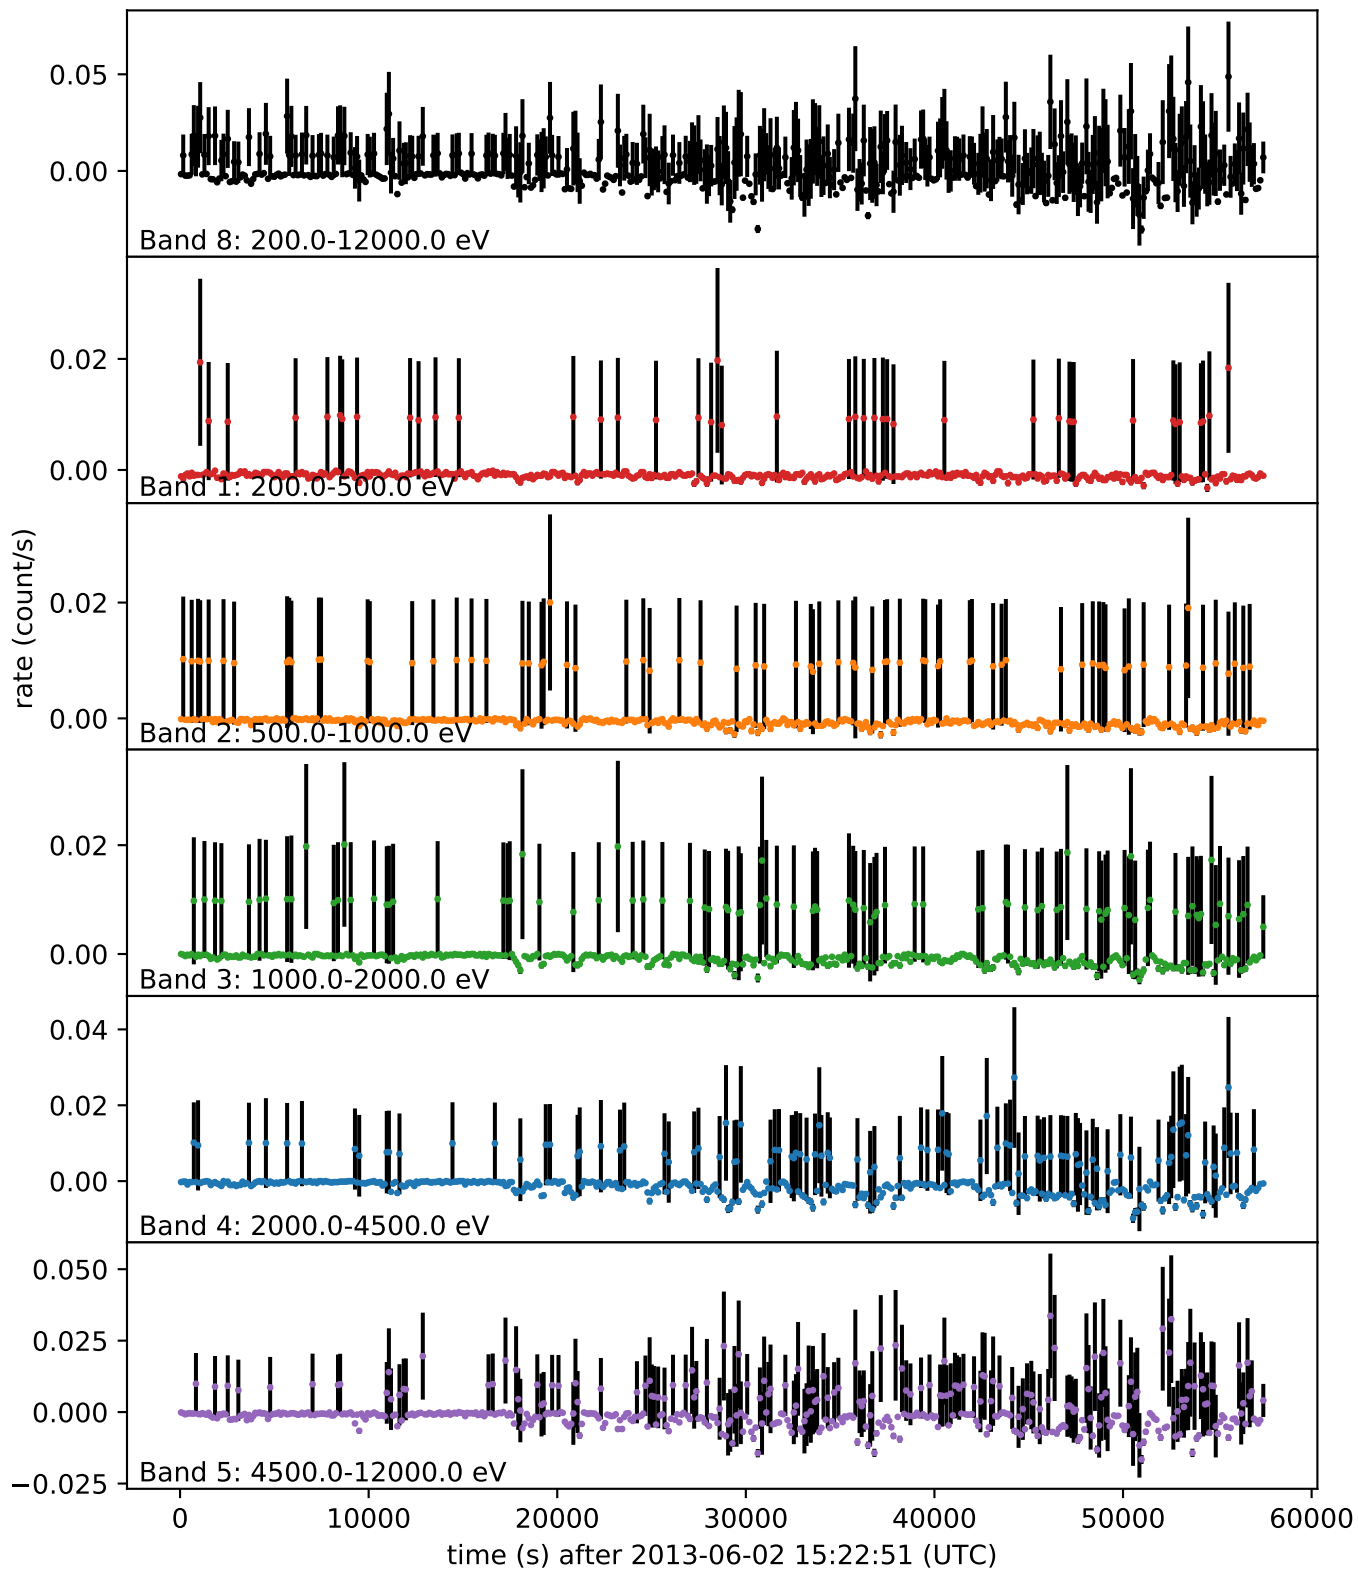 0.05
0.00
Band 8: 200.0-12000.0 eV
0.02
0.00
Band 1: 200.0-500.0 eV
0.02
0.00
Band 2: 500.0-1000.0 eV
0.02
0.00
Band 3: 1000.0-2000.0 eV
0.04
0.02
0.00
Band 4: 2000.0-4500.0 eV
0.050
0.025
0.000
−0.025
Band 5: 4500.0-12000.0 eV
rate (count/s)
0 10000 20000 30000 40000 50000 60000
time (s) after 2013-06-02 15:22:51 (UTC)